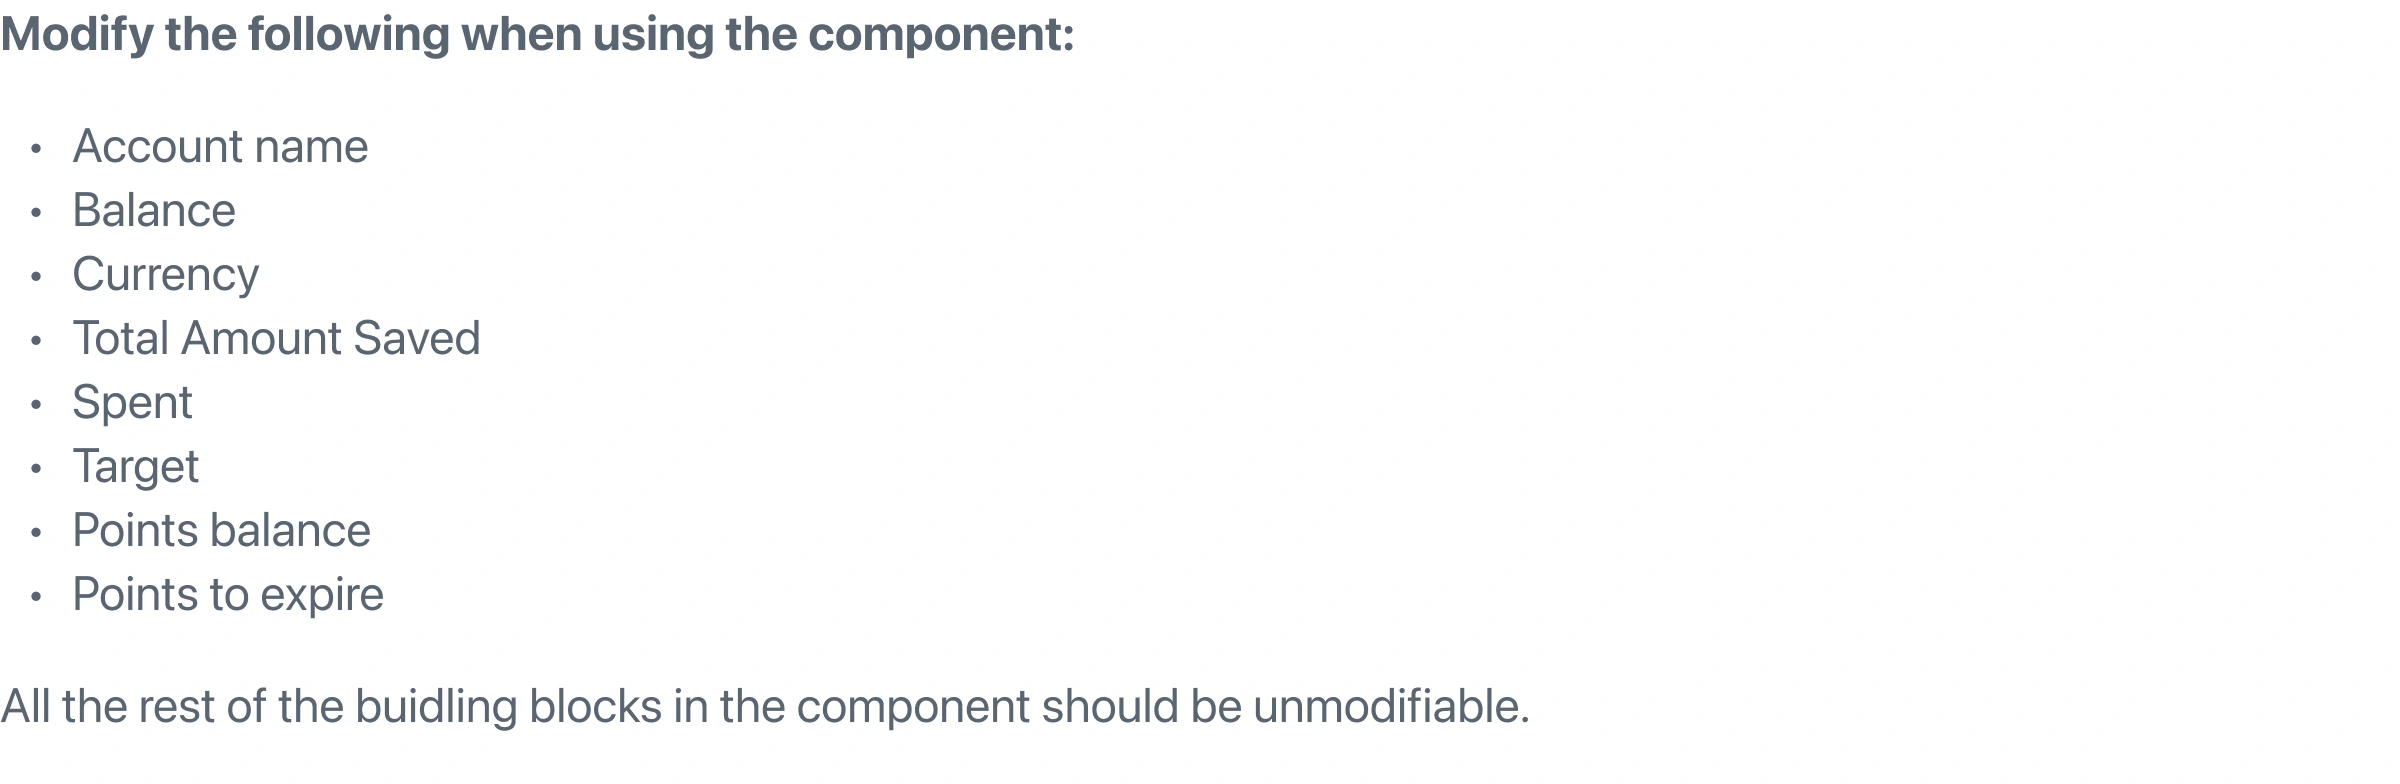 Modify the following when using the component:
• Account name
• Balance
• Currency
• Total Amount Saved
• Spent
• Target
• Points balance
• Points to expire
All the rest of the buidling blocks in the component should be unmodifiable.